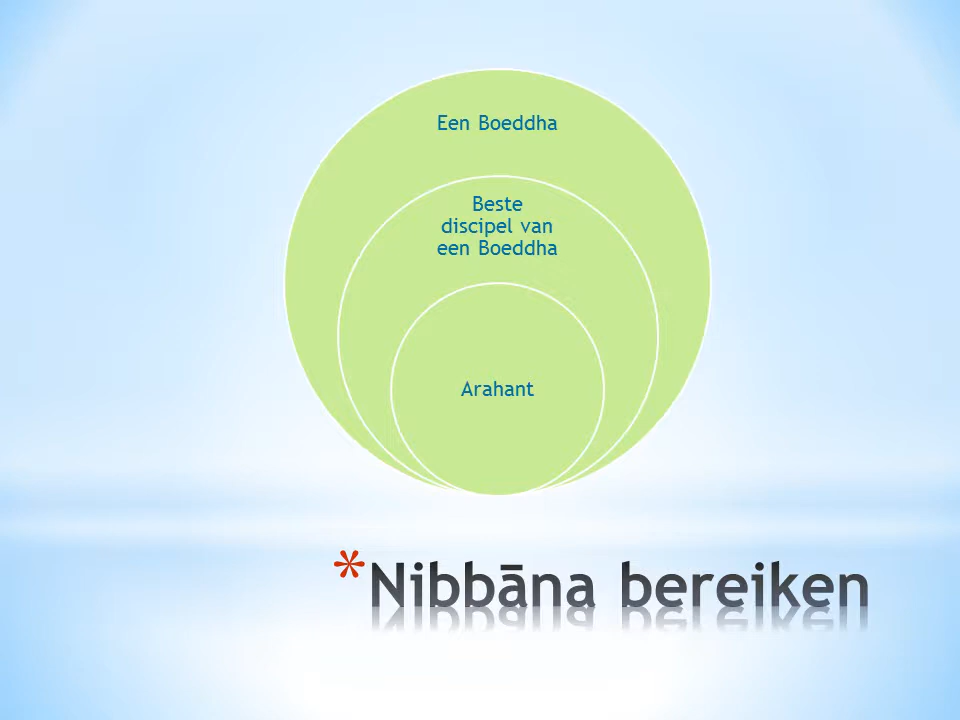 Een Boeddha
Beste
discipel van
een Boeddha
Arahant
* Nibbāna bereiken